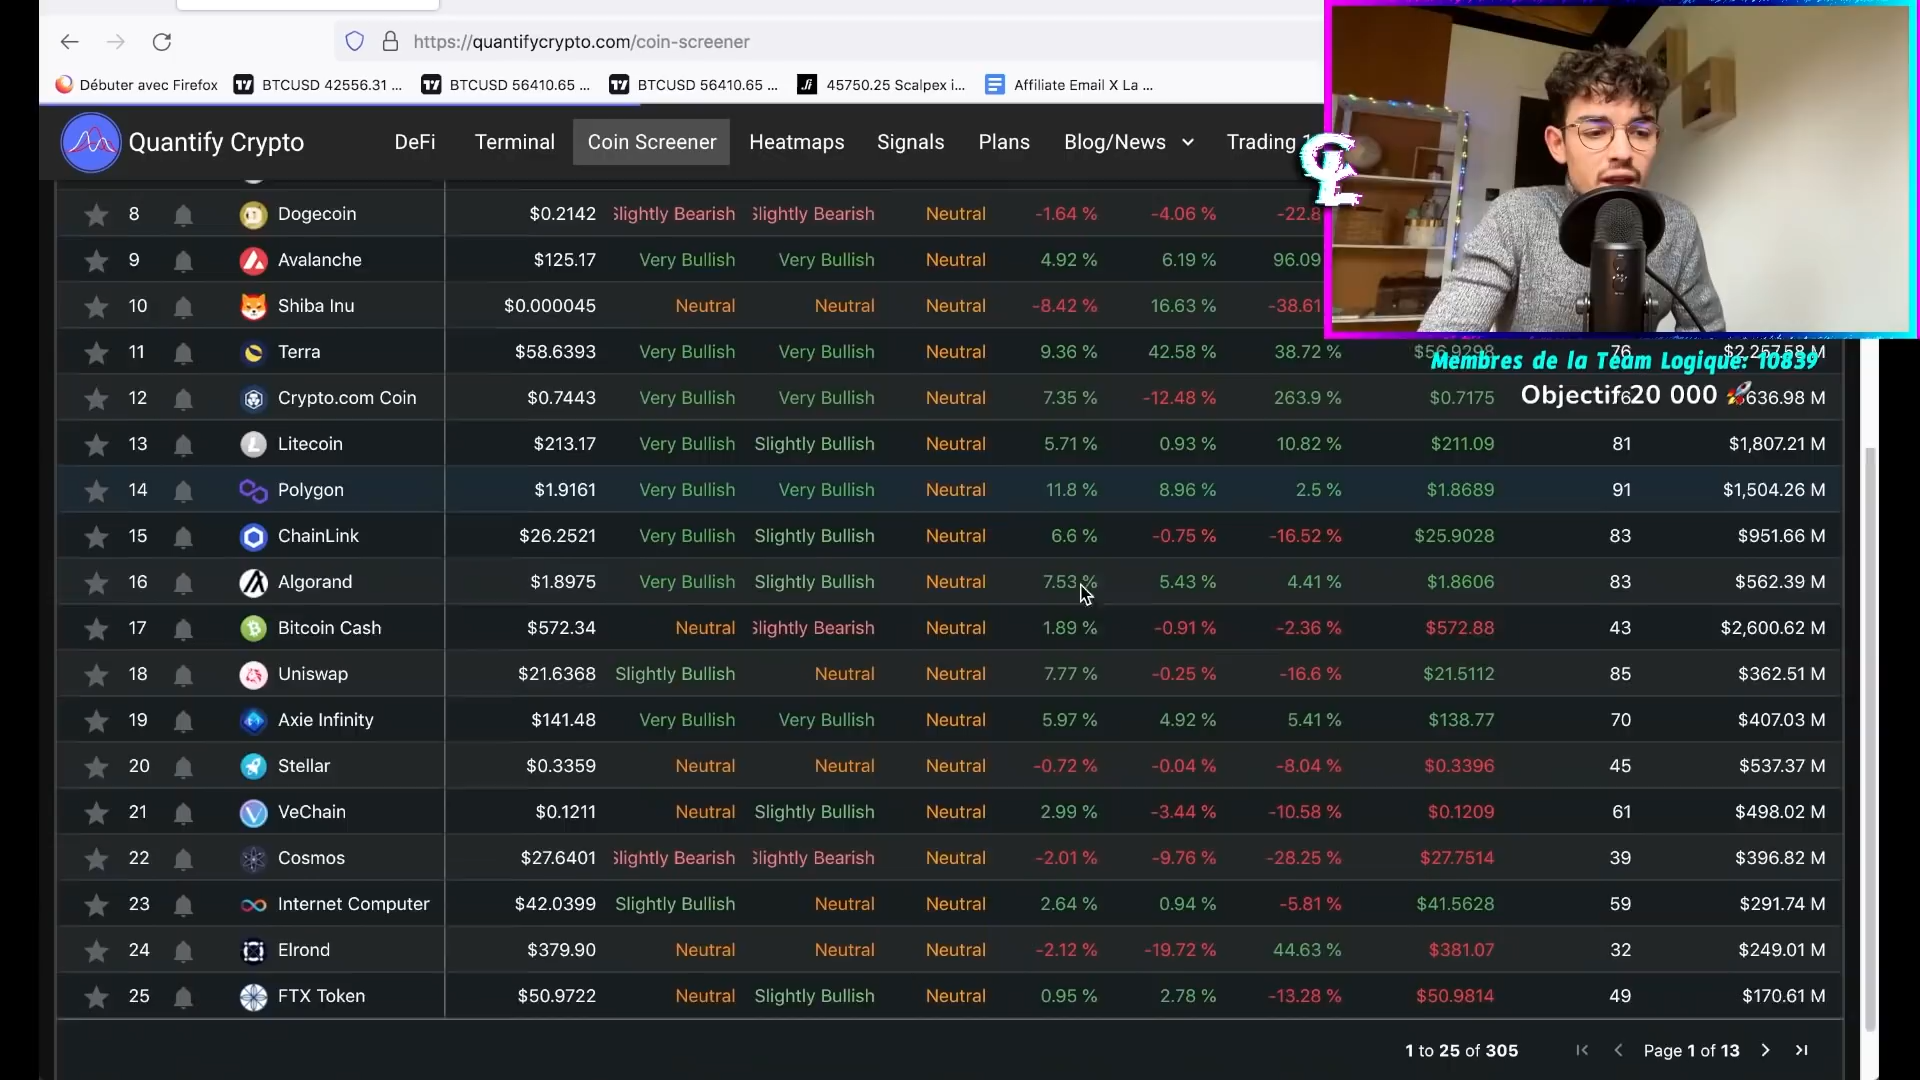 https://quantifycrypto.com/coin-screener
Débuter avec Firefox BTCUSD 42556.31 ... BTCUSD 56410.65 ... BTCUSD 56410.65 ... 45750.25 Scalpex i... Affiliate Email X La ...
Quantify Crypto DeFi Terminal Coin Screener Heatmaps Signals Plans Blog/News Trading
CL
8 Dogecoin $0.2142 Slightly Bearish Slightly Bearish Neutral -1.64 % -4.06 % -22.8
9 Avalanche $125.17 Very Bullish Very Bullish Neutral 4.92 % 6.19 % 96.09
10 Shiba Inu $0.000045 Neutral Neutral Neutral -8.42 % 16.63 % -38.61
11 Terra $58.6393 Very Bullish Very Bullish Neutral 9.36 % 42.58 % 38.72 % $56.9298 76 $2,257.58 M
Membres de la Team Logique: 10839
12 Crypto.com Coin $0.7443 Very Bullish Very Bullish Neutral 7.35 % -12.48 % 263.9 % $0.7175 636.98 M
Objectif 20 000 🚀
13 Litecoin $213.17 Very Bullish Slightly Bullish Neutral 5.71 % 0.93 % 10.82 % $211.09 81 $1,807.21 M
14 Polygon $1.9161 Very Bullish Very Bullish Neutral 11.8 % 8.96 % 2.5 % $1.8689 91 $1,504.26 M
15 ChainLink $26.2521 Very Bullish Slightly Bullish Neutral 6.6 % -0.75 % -16.52 % $25.9028 83 $951.66 M
16 Algorand $1.8975 Very Bullish Slightly Bullish Neutral 7.53 % 5.43 % 4.41 % $1.8606 83 $562.39 M
17 Bitcoin Cash $572.34 Neutral Slightly Bearish Neutral 1.89 % -0.91 % -2.36 % $572.88 43 $2,600.62 M
18 Uniswap $21.6368 Slightly Bullish Neutral Neutral 7.77 % -0.25 % -16.6 % $21.5112 85 $362.51 M
19 Axie Infinity $141.48 Very Bullish Very Bullish Neutral 5.97 % 4.92 % 5.41 % $138.77 70 $407.03 M
20 Stellar $0.3359 Neutral Neutral Neutral -0.72 % -0.04 % -8.04 % $0.3396 45 $537.37 M
21 VeChain $0.1211 Neutral Slightly Bullish Neutral 2.99 % -3.44 % -10.58 % $0.1209 61 $498.02 M
22 Cosmos $27.6401 Slightly Bearish Slightly Bearish Neutral -2.01 % -9.76 % -28.25 % $27.7514 39 $396.82 M
23 Internet Computer $42.0399 Slightly Bullish Neutral Neutral 2.64 % 0.94 % -5.81 % $41.5628 59 $291.74 M
24 Elrond $379.90 Neutral Neutral Neutral -2.12 % -19.72 % 44.63 % $381.07 32 $249.01 M
25 FTX Token $50.9722 Neutral Slightly Bullish Neutral 0.95 % 2.78 % -13.28 % $50.9814 49 $170.61 M
1 to 25 of 305 Page 1 of 13